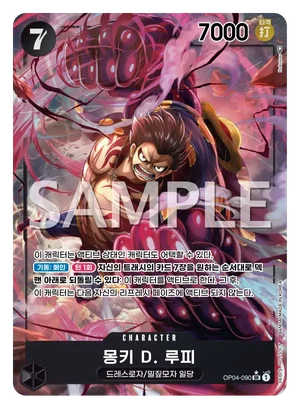 7
7000
타격
打
SAMPLE
이 캐릭터는 액티브 상태인 캐릭터도 어택할 수 있다.
기동: 메인 턴 1회 자신의 트래시의 카드 7장을 원하는 순서대로 덱
맨 아래로 되돌릴 수 있다: 이 캐릭터를 액티브로 한다. 그 후,
이 캐릭터는 다음 자신의 리프레시 페이즈에 액티브 되지 않는다.
CHARACTER
몽키 D. 루피
드레스로자/밀짚모자 일당
OP04-090 SR 1